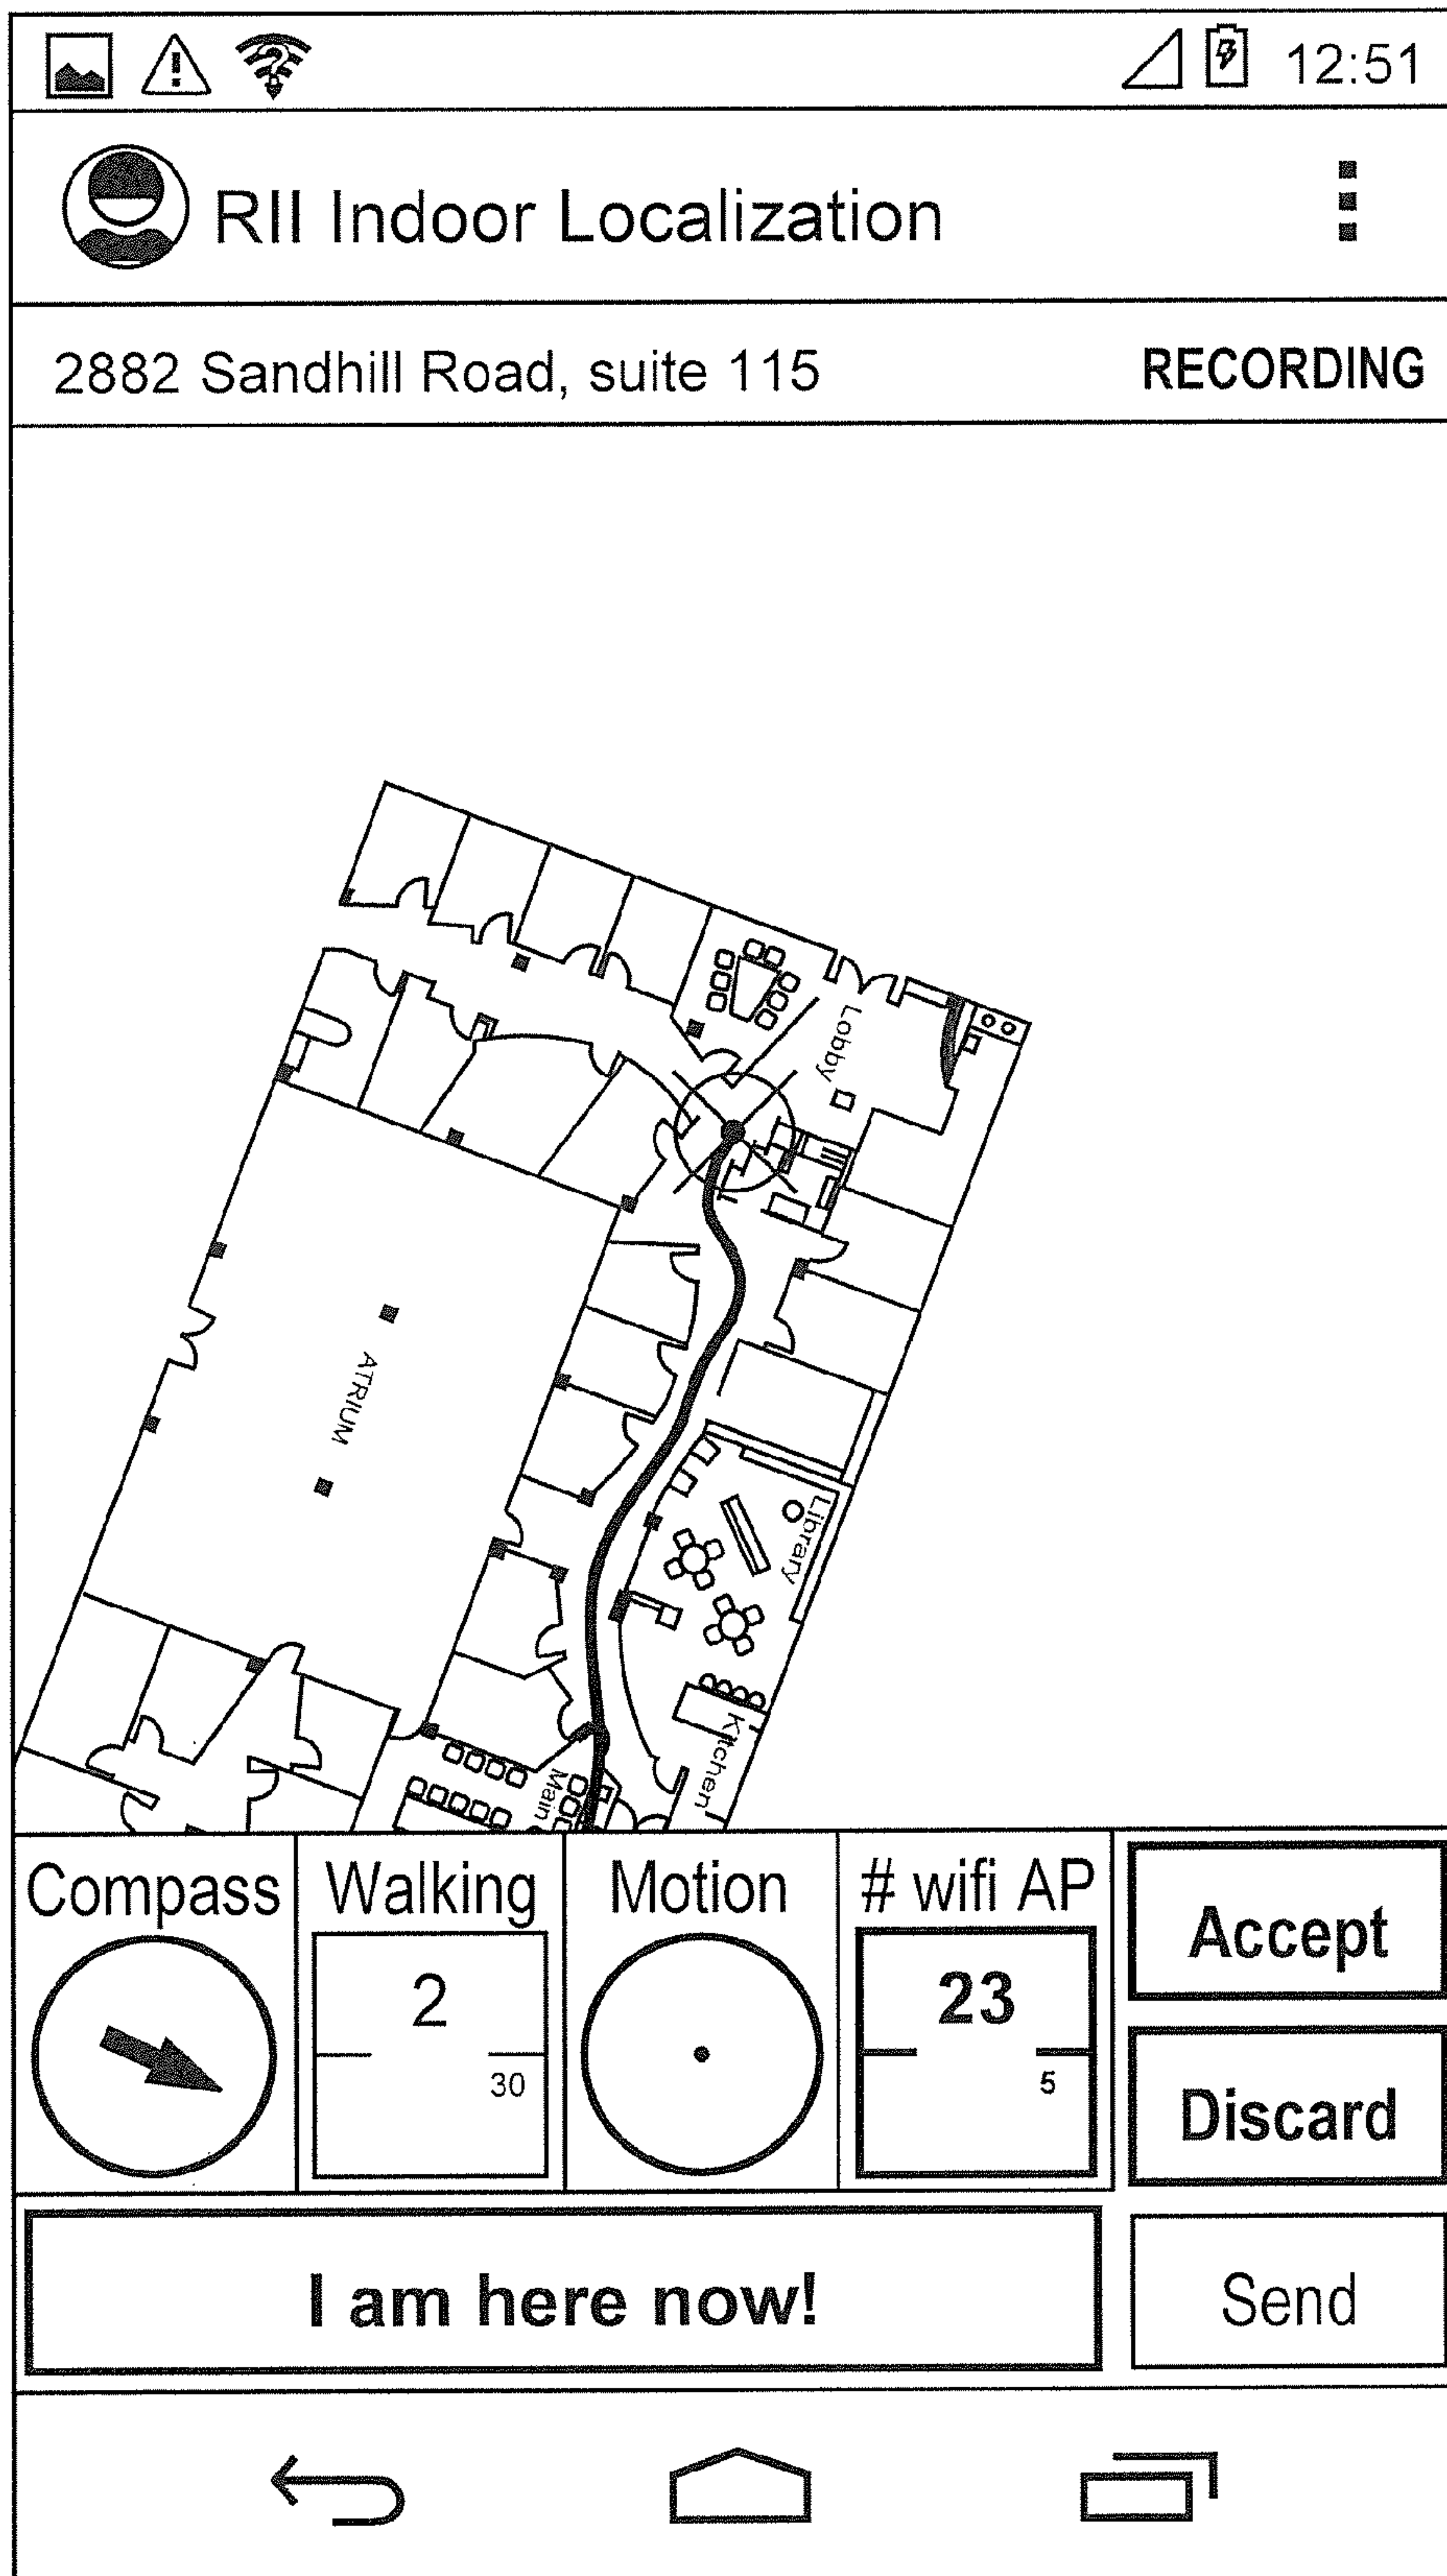 12:51
RII Indoor Localization
2882 Sandhill Road, suite 115 RECORDING
Lobby
ATRIUM
Library
Kitchen
Main
Compass Walking Motion # wifi AP
2 23
30 5
Accept
Discard
I am here now! Send